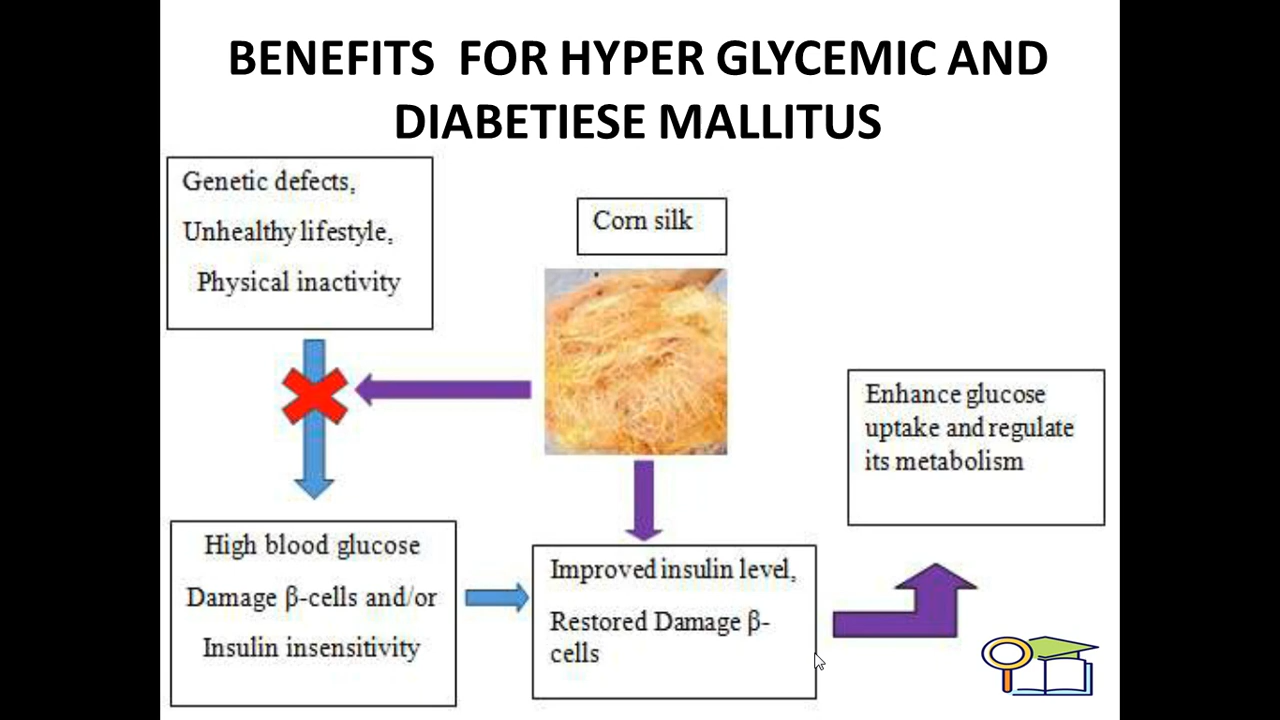 BENEFITS FOR HYPER GLYCEMIC AND
DIABETIESE MALLITUS
Genetic defects,
Unhealthy lifestyle,
Physical inactivity
Corn silk
Enhance glucose
uptake and regulate
its metabolism
High blood glucose
Damage β-cells and/or
Insulin insensitivity
Improved insulin level,
Restored Damage β-
cells